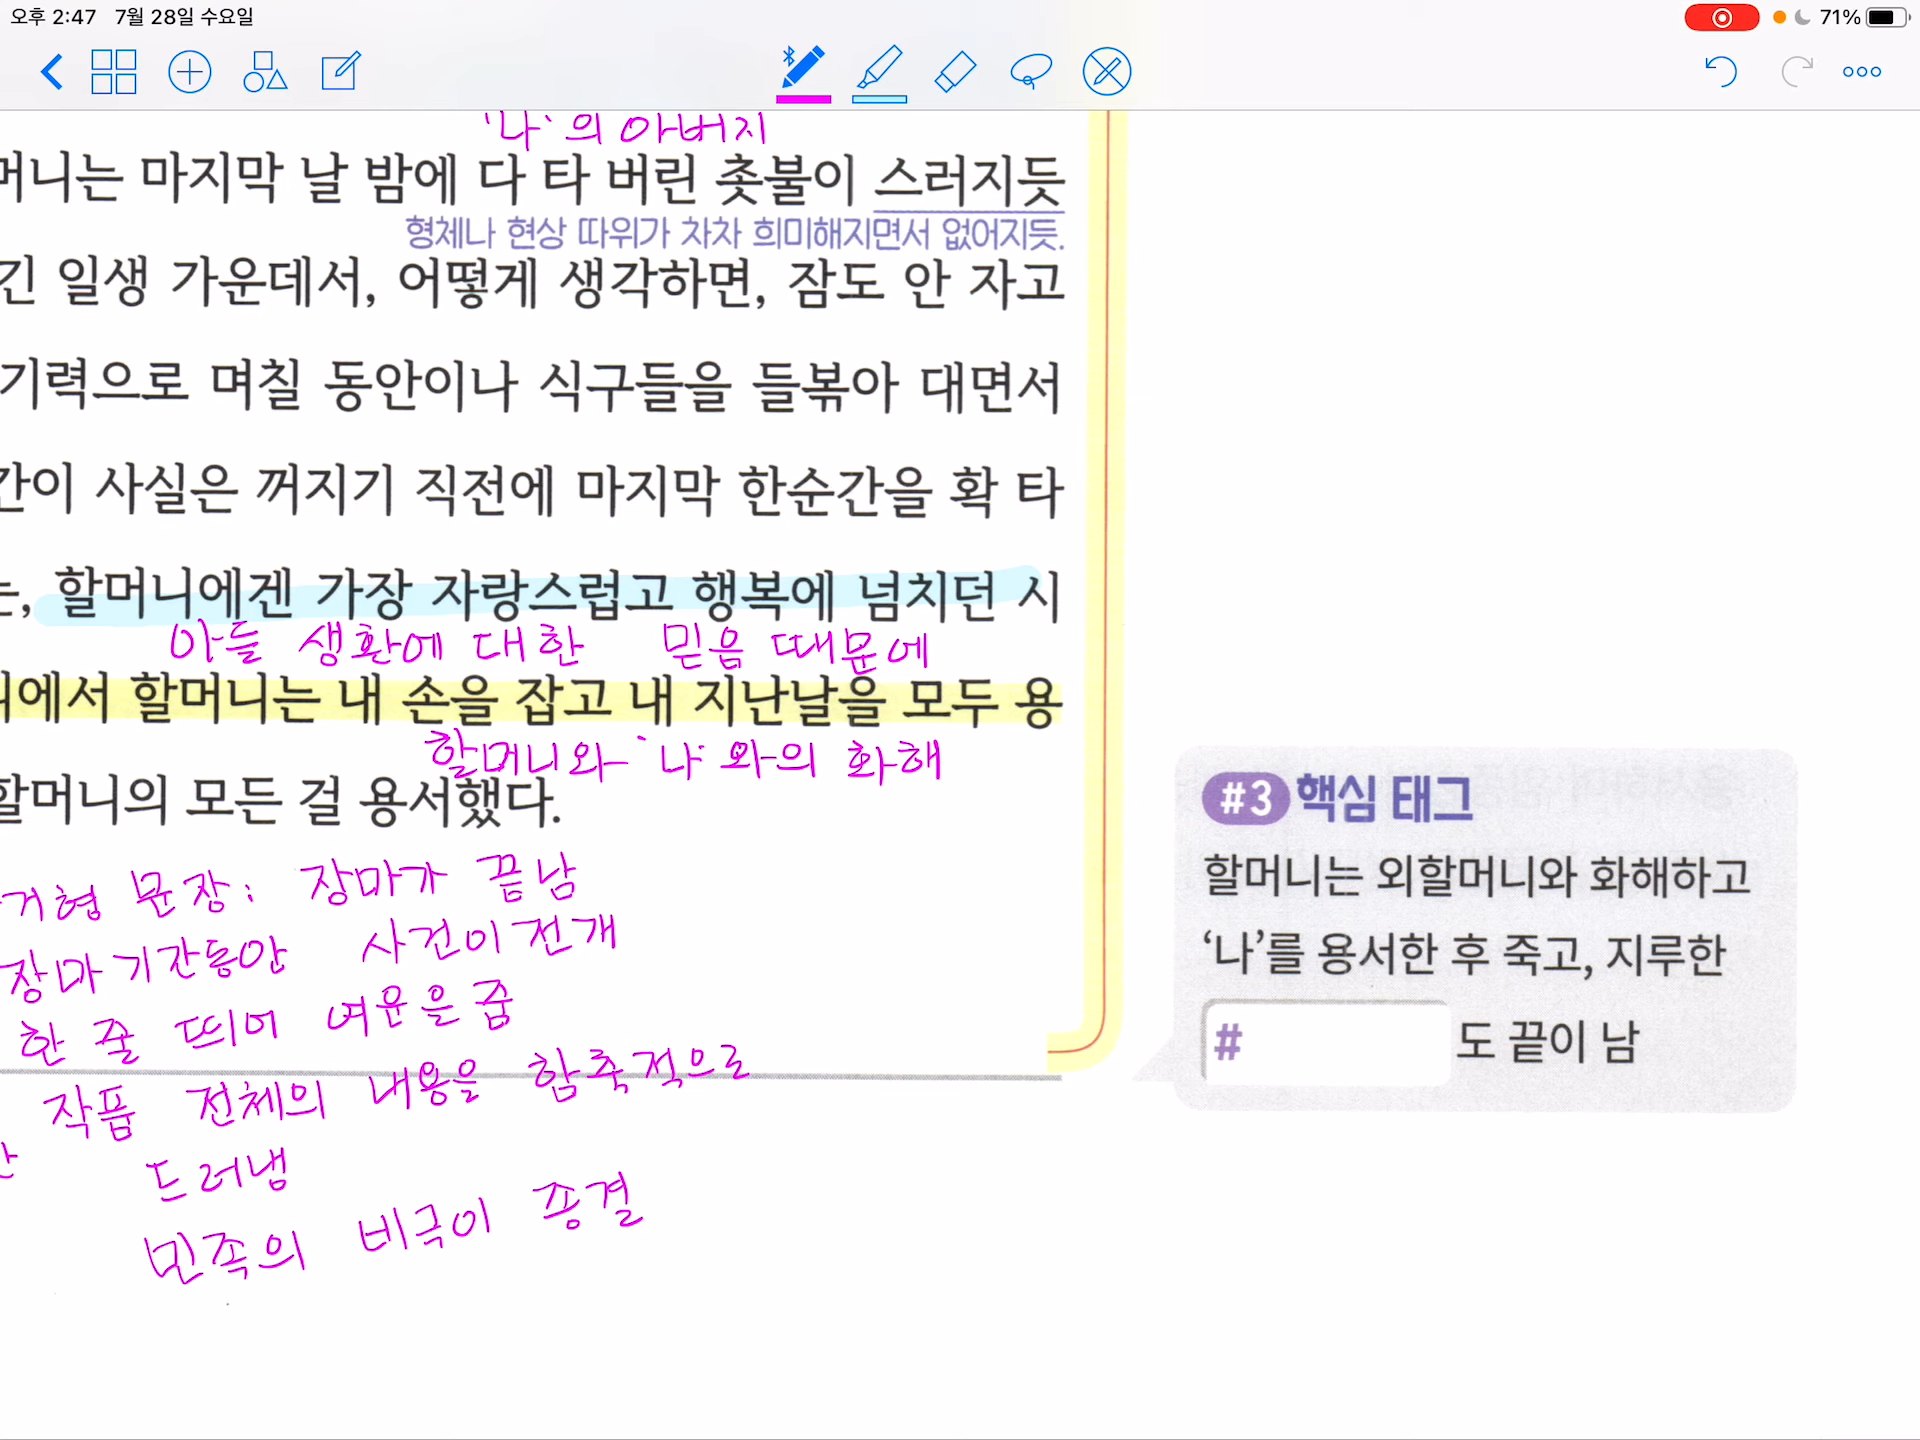 오후 2:47 7월 28일 수요일
71%
'나'의 아버지
머니는 마지막 날 밤에 다 타 버린 촛불이 스러지듯
형체나 현상 따위가 차차 희미해지면서 없어지듯.
긴 일생 가운데서, 어떻게 생각하면, 잠도 안 자고
기력으로 며칠 동안이나 식구들을 들볶아 대면서
간이 사실은 꺼지기 직전에 마지막 한순간을 확 타
는, 할머니에겐 가장 자랑스럽고 행복에 넘치던 시
아들 생환에 대한 믿음 때문에
에서 할머니는 내 손을 잡고 내 지난날을 모두 용
할머니와 '나'와의 화해
할머니의 모든 걸 용서했다.
거형 문장: 장마가 끝남
장마기간동안 사건이 전개
한 줄 띄어 여운을 줌
작품 전체의 내용을 함축적으로
드러냄
민족의 비극이 종결
#3 핵심 태그
할머니는 외할머니와 화해하고
‘나’를 용서한 후 죽고, 지루한
# 도 끝이 남